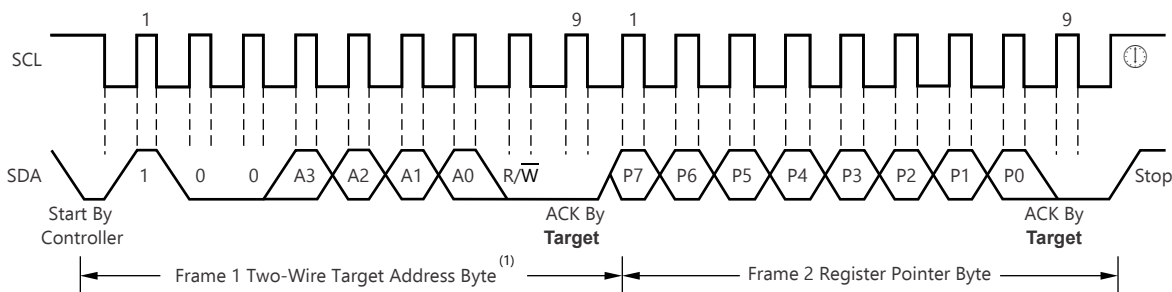 1 9 1 9
SCL
SDA 1 0 0 A3 A2 A1 A0 R/W̅ P7 P6 P5 P4 P3 P2 P1 P0 Stop
Start By
Controller
ACK By
Target
ACK By
Target
Frame 1 Two-Wire Target Address Byte (1)
Frame 2 Register Pointer Byte